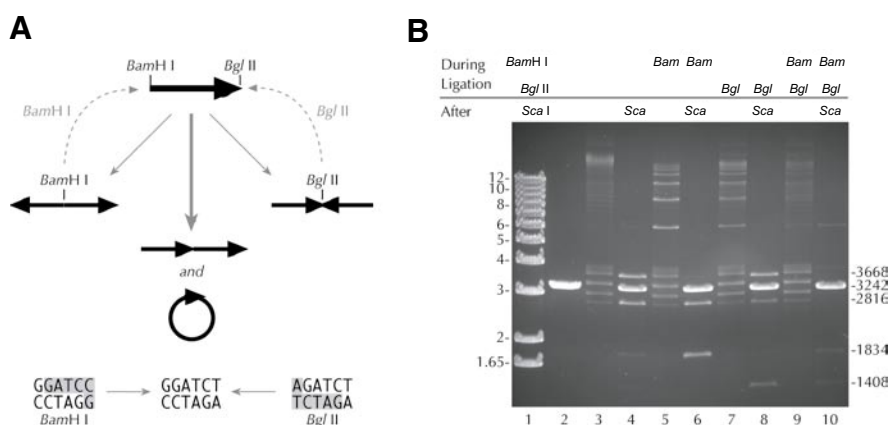 A
BamH I
Bgl II
BamH I
Bgl II
BamH I
Bgl II
and
GGATCC
CCTAGG
BamH I
GGATCT
CCTAGA
AGATCT
TCTAGA
Bgl II
B
During
Ligation
BamH I Bam Bam Bam Bam
Bgl II Bgl Bgl Bgl Bgl
After Sca I Sca Sca Sca Sca
12-
10-
8-
6-
5-
4-
3-
2-
1.65-
-3668
-3242
-2816
-1834
-1408
1 2 3 4 5 6 7 8 9 10